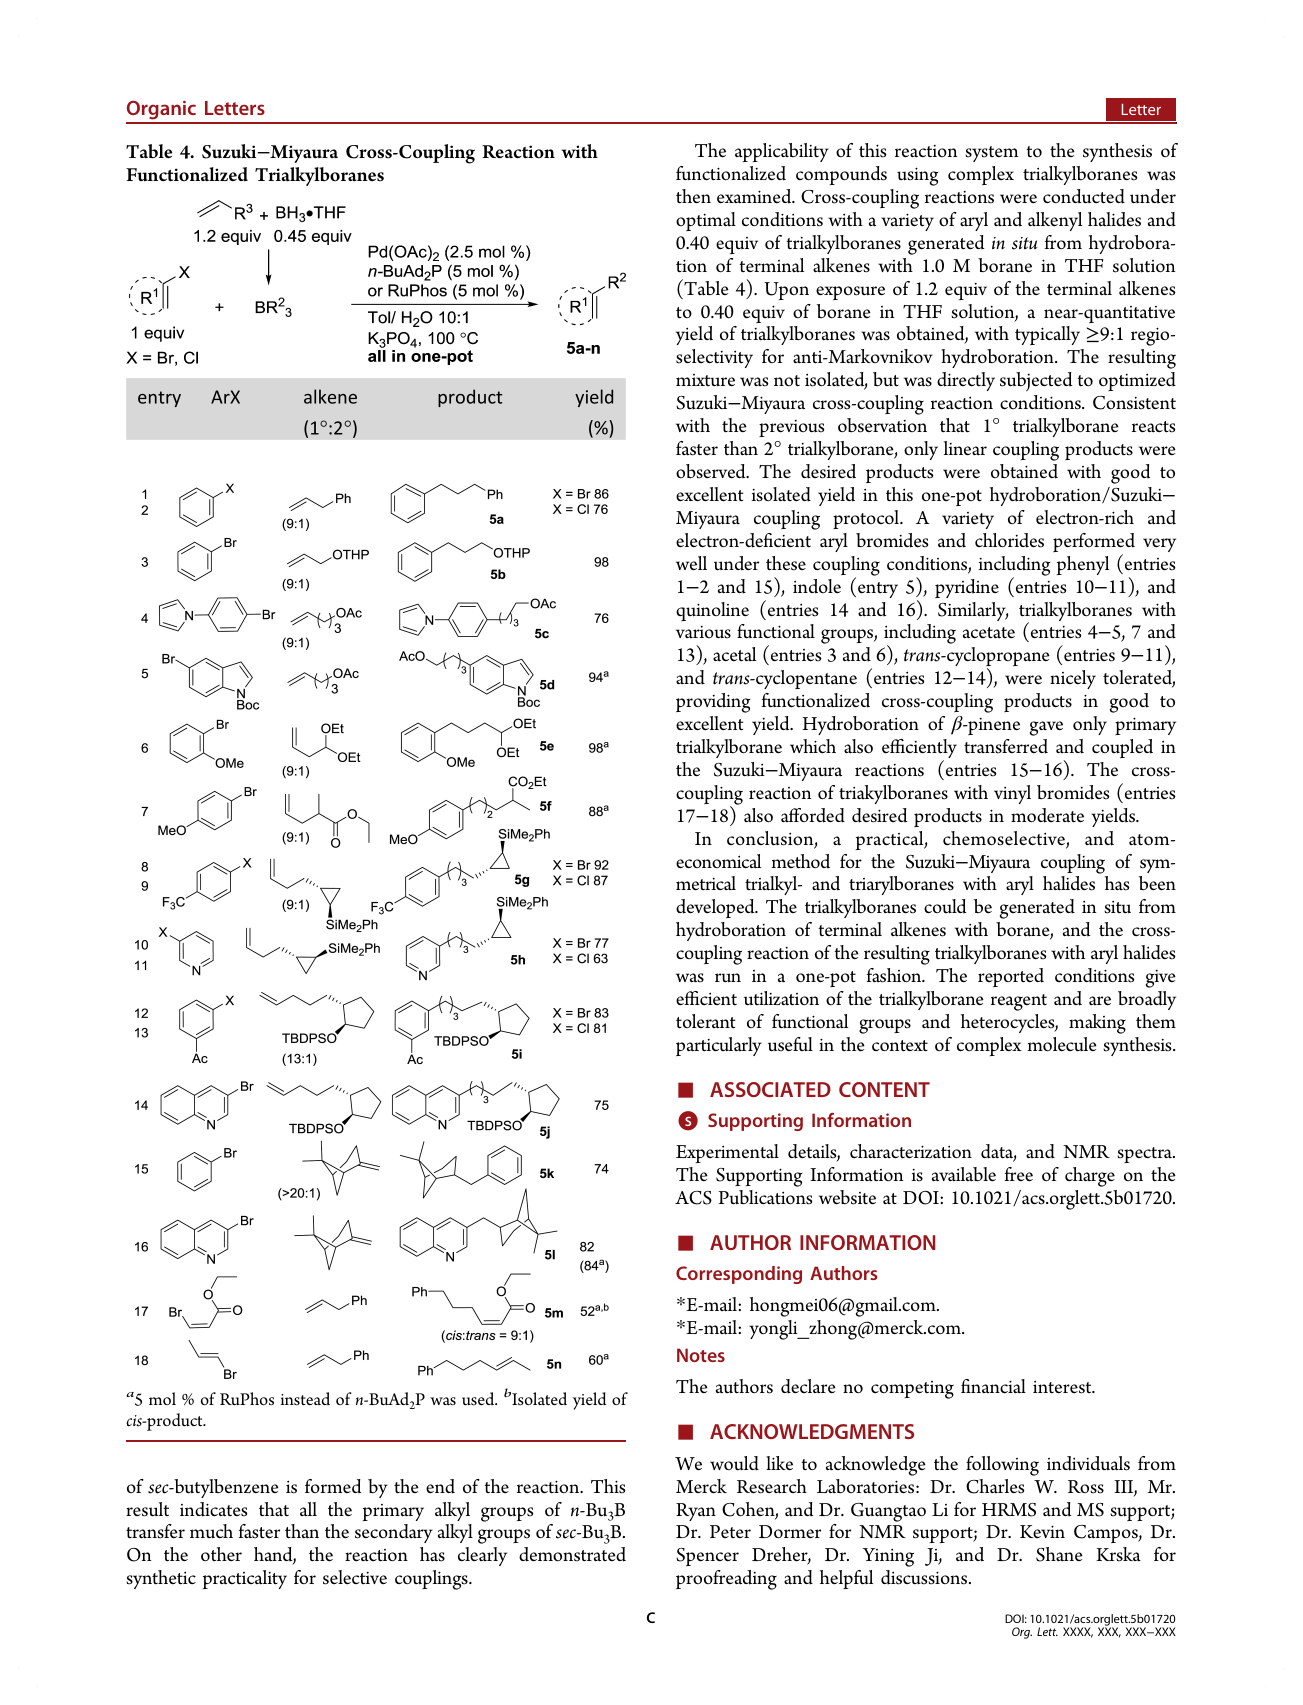 Organic Letters
Letter
Table 4. Suzuki−Miyaura Cross-Coupling Reaction with
Functionalized Trialkylboranes
R³ + BH₃•THF
1.2 equiv 0.45 equiv
X
R¹
1 equiv
X = Br, Cl
+
BR²₃
Pd(OAc)₂ (2.5 mol %)
n-BuAd₂P (5 mol %)
or RuPhos (5 mol %)
Tol/ H₂O 10:1
K₃PO₄, 100 °C
all in one-pot
R²
R¹
5a-n
entry ArX alkene product yield
(1°:2°) (%)
1 X Ph Ph X = Br 86
2 (9:1) 5a X = Cl 76
Br
3 OTHP OTHP 98
(9:1) 5b
4 N Br OAc 3 N OAc 3 76
(9:1) 5c
5 Br N Boc OAc 3 AcO 3 N Boc 5d 94ᵃ
6 Br OMe OEt OEt OEt OEt OMe 5e 98ᵃ
(9:1)
7 Br MeO O O CO₂Et 2 MeO 5f 88ᵃ
(9:1)
8 X F₃C SiMe₂Ph X = Br 92
9 (9:1) SiMe₂Ph 3 F₃C 5g X = Cl 87
10 X N SiMe₂Ph SiMe₂Ph X = Br 77
11 3 N 5h X = Cl 63
12 X Ac TBDPSO 3 X = Br 83
13 (13:1) TBDPSO Ac 5i X = Cl 81
14 Br N TBDPSO 3 N TBDPSO 5j 75
15 Br 5k 74
(>20:1)
16 Br N N 5l 82
(84ᵃ)
17 Br O O Ph Ph O O 5m 52ᵃ,ᵇ
(cis:trans = 9:1)
18 Br Ph Ph 5n 60ᵃ
ᵃ5 mol % of RuPhos instead of n-BuAd₂P was used. ᵇIsolated yield of
cis-product.
of sec-butylbenzene is formed by the end of the reaction. This
result indicates that all the primary alkyl groups of n-Bu₃B
transfer much faster than the secondary alkyl groups of sec-Bu₃B.
On the other hand, the reaction has clearly demonstrated
synthetic practicality for selective couplings.
The applicability of this reaction system to the synthesis of
functionalized compounds using complex trialkylboranes was
then examined. Cross-coupling reactions were conducted under
optimal conditions with a variety of aryl and alkenyl halides and
0.40 equiv of trialkylboranes generated in situ from hydrobora-
tion of terminal alkenes with 1.0 M borane in THF solution
(Table 4). Upon exposure of 1.2 equiv of the terminal alkenes
to 0.40 equiv of borane in THF solution, a near-quantitative
yield of trialkylboranes was obtained, with typically ≥9:1 regio-
selectivity for anti-Markovnikov hydroboration. The resulting
mixture was not isolated, but was directly subjected to optimized
Suzuki−Miyaura cross-coupling reaction conditions. Consistent
with the previous observation that 1° trialkylborane reacts
faster than 2° trialkylborane, only linear coupling products were
observed. The desired products were obtained with good to
excellent isolated yield in this one-pot hydroboration/Suzuki−
Miyaura coupling protocol. A variety of electron-rich and
electron-deficient aryl bromides and chlorides performed very
well under these coupling conditions, including phenyl (entries
1−2 and 15), indole (entry 5), pyridine (entries 10−11), and
quinoline (entries 14 and 16). Similarly, trialkylboranes with
various functional groups, including acetate (entries 4−5, 7 and
13), acetal (entries 3 and 6), trans-cyclopropane (entries 9−11),
and trans-cyclopentane (entries 12−14), were nicely tolerated,
providing functionalized cross-coupling products in good to
excellent yield. Hydroboration of β-pinene gave only primary
trialkylborane which also efficiently transferred and coupled in
the Suzuki−Miyaura reactions (entries 15−16). The cross-
coupling reaction of triakylboranes with vinyl bromides (entries
17−18) also afforded desired products in moderate yields.
In conclusion, a practical, chemoselective, and atom-
economical method for the Suzuki−Miyaura coupling of sym-
metrical trialkyl- and triarylboranes with aryl halides has been
developed. The trialkylboranes could be generated in situ from
hydroboration of terminal alkenes with borane, and the cross-
coupling reaction of the resulting trialkylboranes with aryl halides
was run in a one-pot fashion. The reported conditions give
efficient utilization of the trialkylborane reagent and are broadly
tolerant of functional groups and heterocycles, making them
particularly useful in the context of complex molecule synthesis.
■ ASSOCIATED CONTENT
S Supporting Information
Experimental details, characterization data, and NMR spectra.
The Supporting Information is available free of charge on the
ACS Publications website at DOI: 10.1021/acs.orglett.5b01720.
■ AUTHOR INFORMATION
Corresponding Authors
*E-mail: hongmei06@gmail.com.
*E-mail: yongli_zhong@merck.com.
Notes
The authors declare no competing financial interest.
■ ACKNOWLEDGMENTS
We would like to acknowledge the following individuals from
Merck Research Laboratories: Dr. Charles W. Ross III, Mr.
Ryan Cohen, and Dr. Guangtao Li for HRMS and MS support;
Dr. Peter Dormer for NMR support; Dr. Kevin Campos, Dr.
Spencer Dreher, Dr. Yining Ji, and Dr. Shane Krska for
proofreading and helpful discussions.
C
DOI: 10.1021/acs.orglett.5b01720
Org. Lett. XXXX, XXX, XXX−XXX